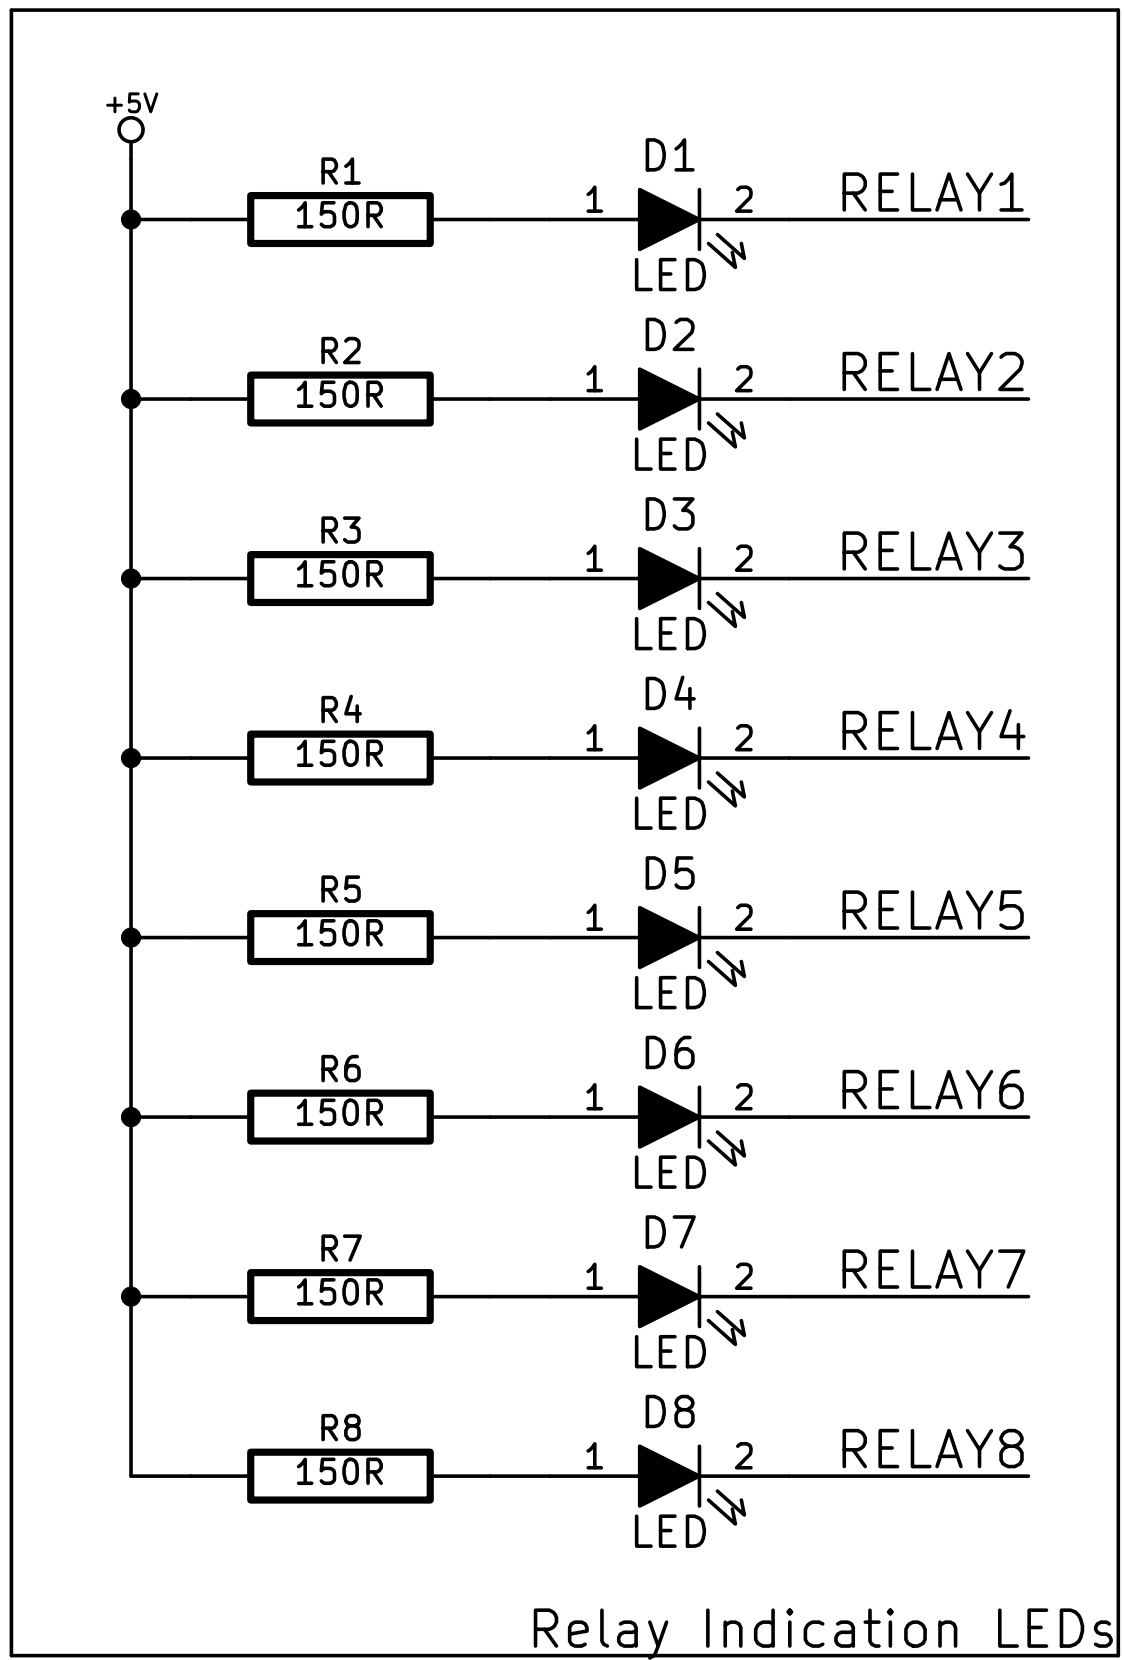 +5V
R1
150R
1
D1
2
LED
RELAY1
R2
150R
1
D2
2
LED
RELAY2
R3
150R
1
D3
2
LED
RELAY3
R4
150R
1
D4
2
LED
RELAY4
R5
150R
1
D5
2
LED
RELAY5
R6
150R
1
D6
2
LED
RELAY6
R7
150R
1
D7
2
LED
RELAY7
R8
150R
1
D8
2
LED
RELAY8
Relay Indication LEDs